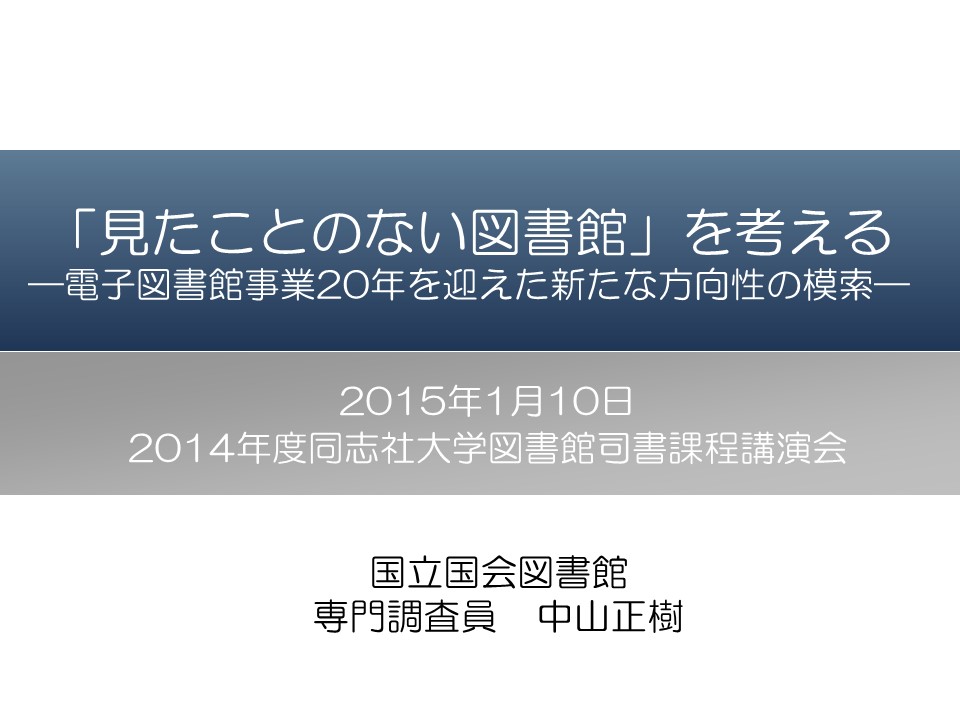 「見たことのない図書館」を考える
―電子図書館事業20年を迎えた新たな方向性の模索―
2015年1月10日
2014年度同志社大学図書館司書課程講演会
国立国会図書館
専門調査員　中山正樹